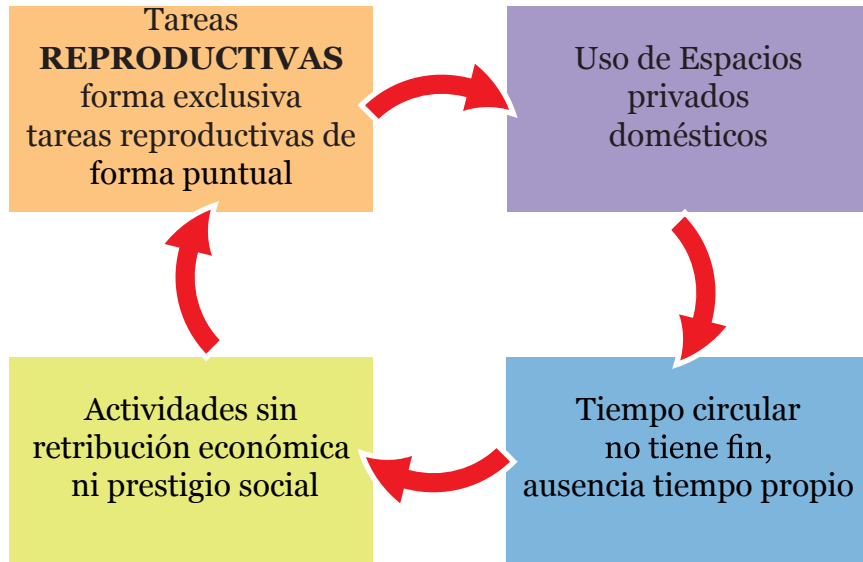 Tareas
REPRODUCTIVAS
forma exclusiva
tareas reproductivas de
forma puntual
Uso de Espacios
privados
domésticos
Actividades sin
retribución económica
ni prestigio social
Tiempo circular
no tiene fin,
ausencia tiempo propio